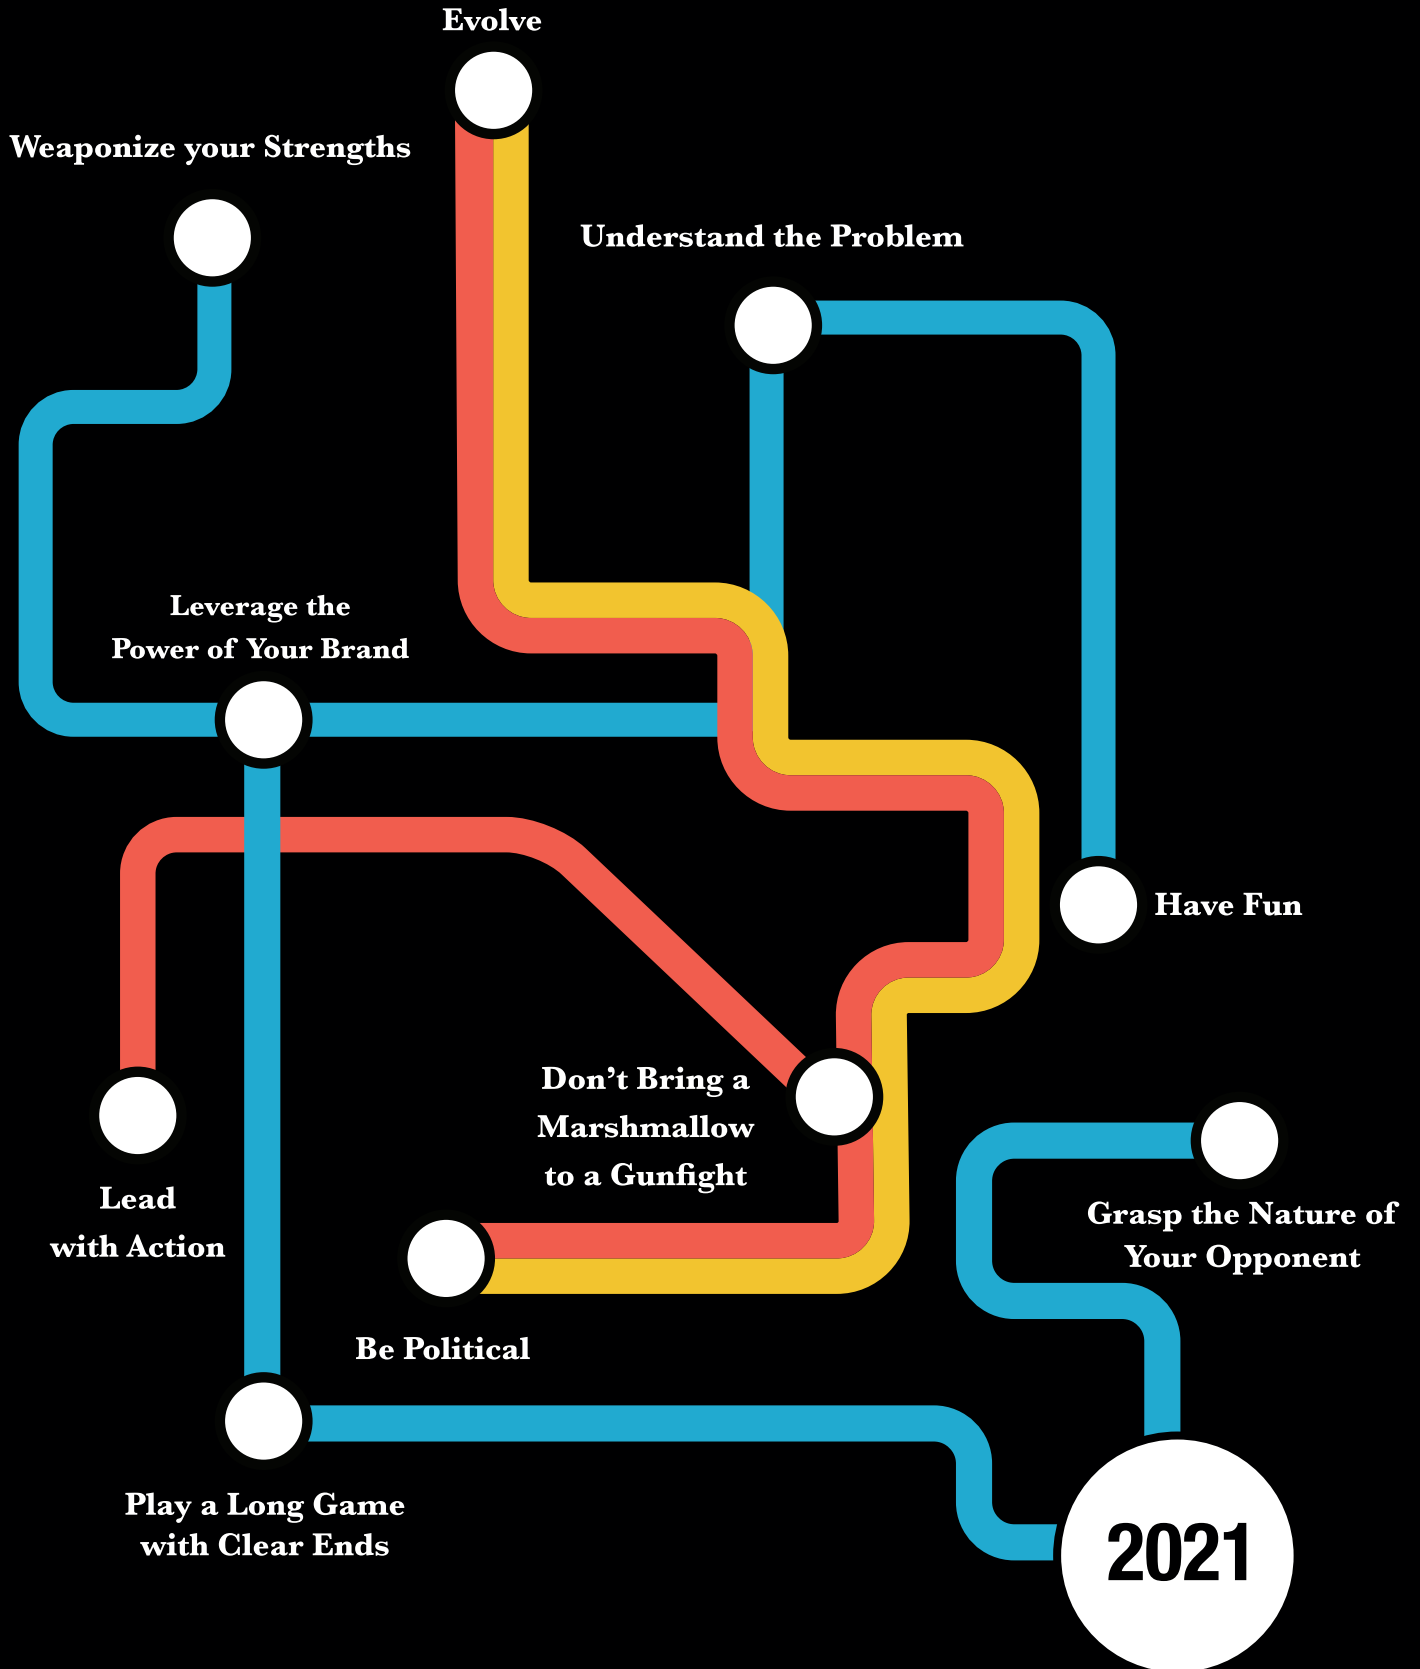 Evolve
Weaponize your Strengths
Understand the Problem
Leverage the
Power of Your Brand
Have Fun
Don’t Bring a
Marshmallow
to a Gunfight
Lead
with Action
Grasp the Nature of
Your Opponent
Be Political
Play a Long Game
with Clear Ends
2021